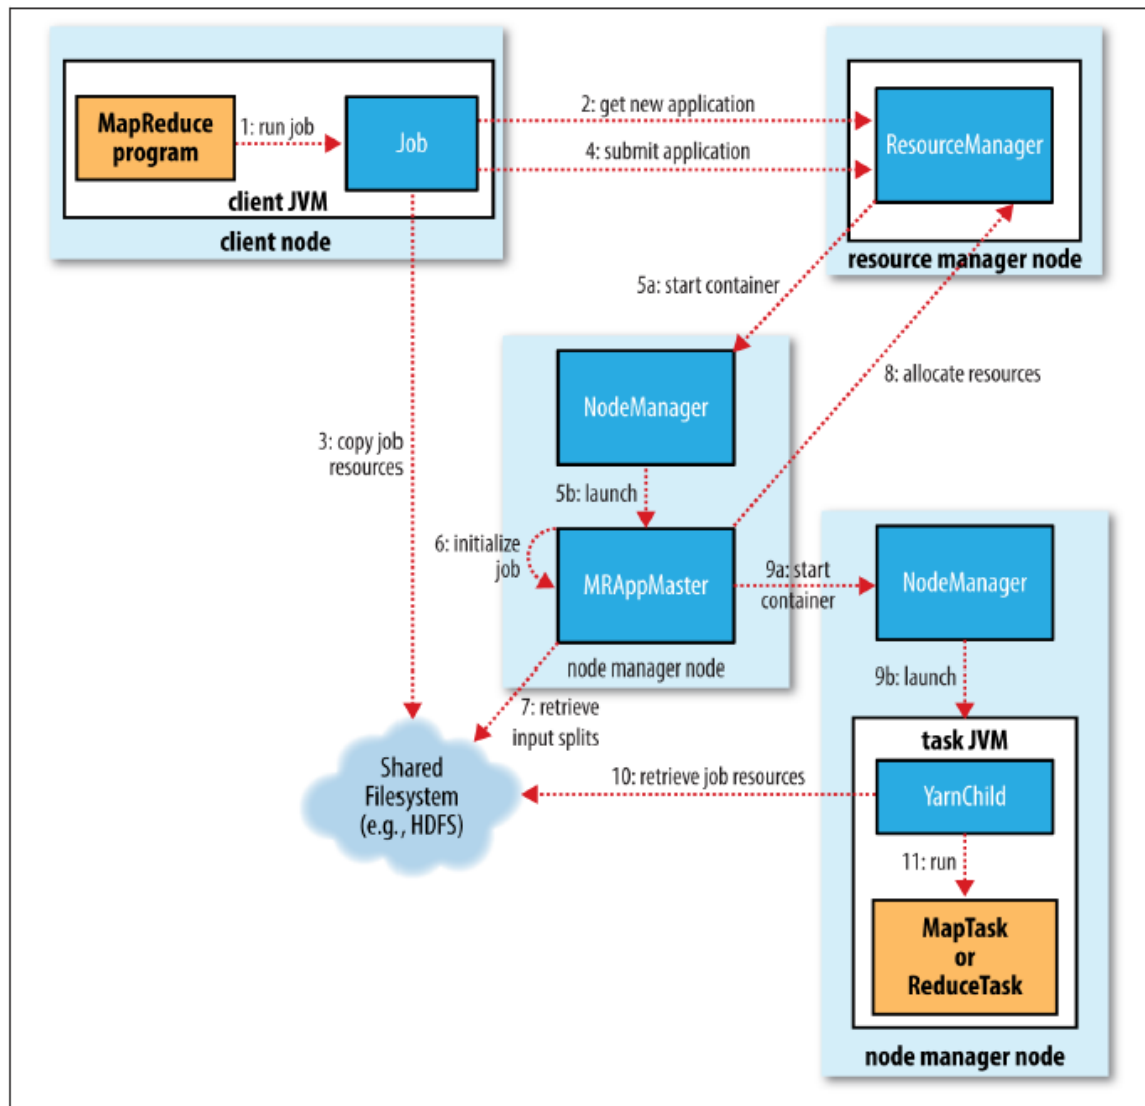 MapReduce
program
1: run job
Job
client JVM
client node
2: get new application
4: submit application
ResourceManager
resource manager node
5a: start container
8: allocate resources
NodeManager
5b: launch
3: copy job
resources
6: initialize
job
MRAppMaster
9a: start
container
NodeManager
node manager node
9b: launch
7: retrieve
input splits
task JVM
Shared
Filesystem
(e.g., HDFS)
10: retrieve job resources
YarnChild
11: run
MapTask
or
ReduceTask
node manager node